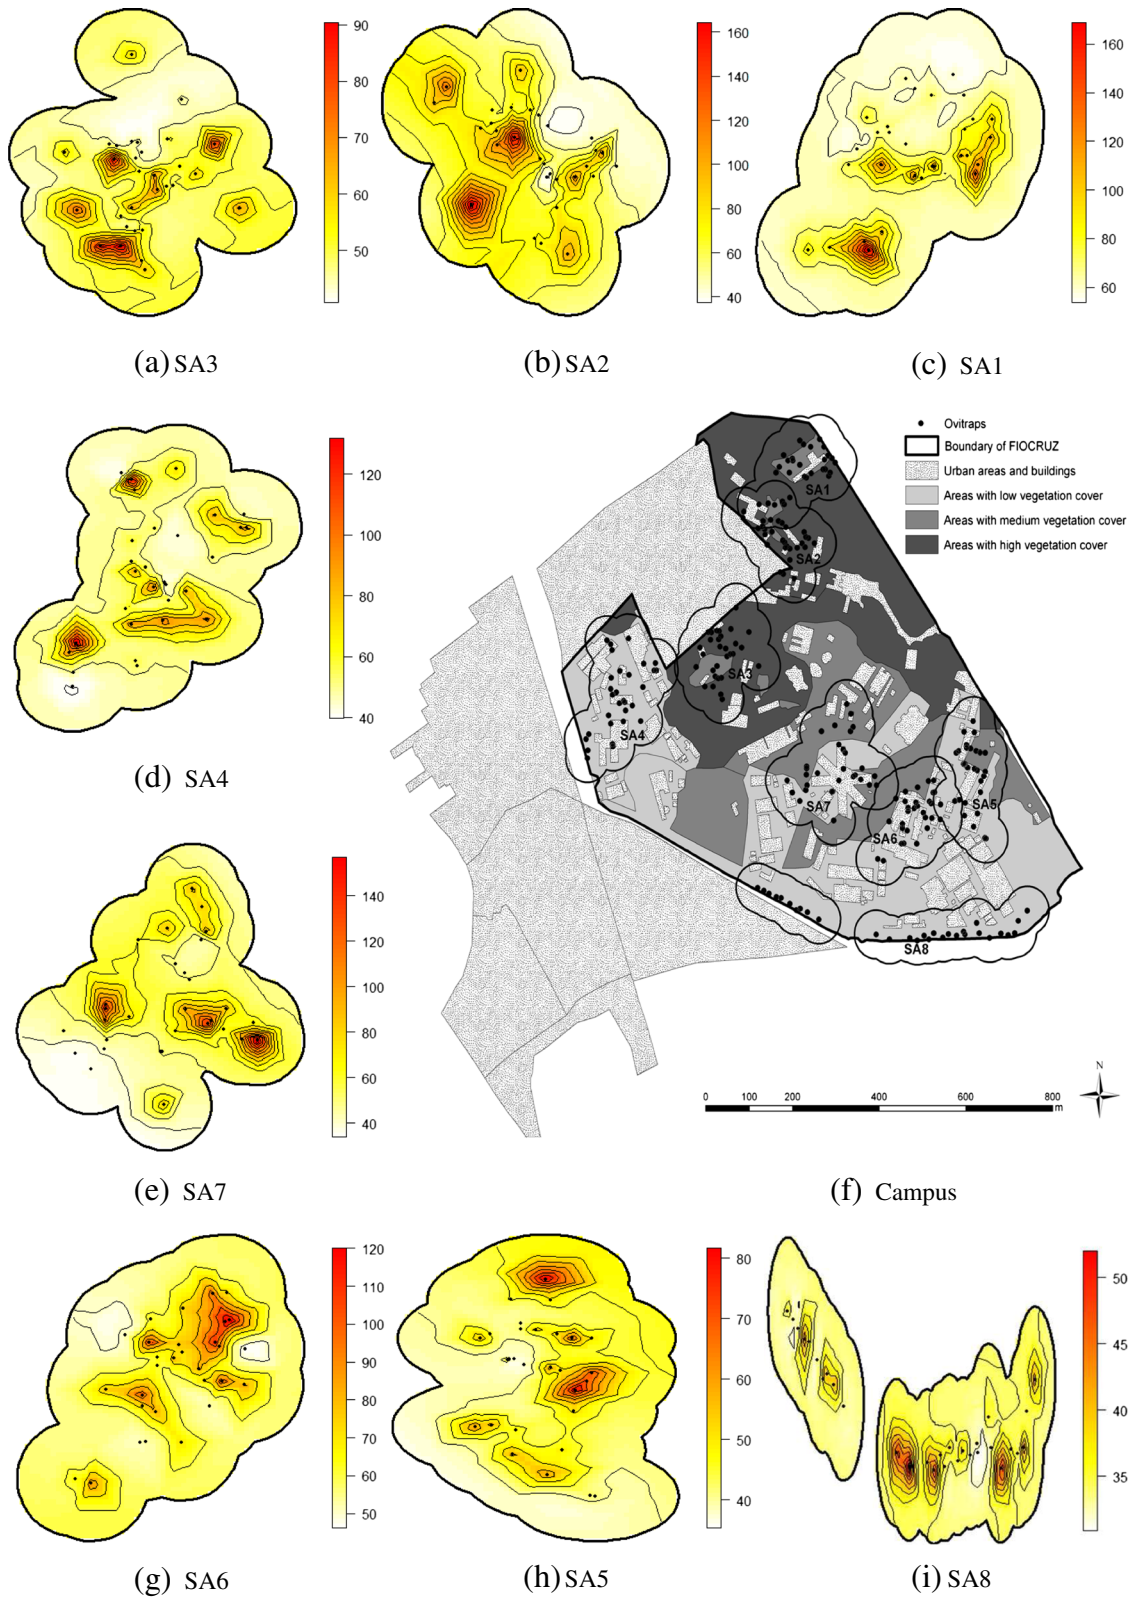 90
80
70
60
50
(a) SA3
160
140
120
100
80
60
40
(b) SA2
160
140
120
100
80
60
(c) SA1
120
100
80
60
40
(d) SA4
Ovitraps
Boundary of FIOCRUZ
Urban areas and buildings
Areas with low vegetation cover
Areas with medium vegetation cover
Areas with high vegetation cover
SA1
SA2
SA3
SA4
SA7
SA5
SA6
SA8
N
0 100 200 400 600 800
m
140
120
100
80
60
40
(e) SA7
(f) Campus
120
110
100
90
80
70
60
50
(g) SA6
80
70
60
50
40
(h) SA5
50
45
40
35
(i) SA8